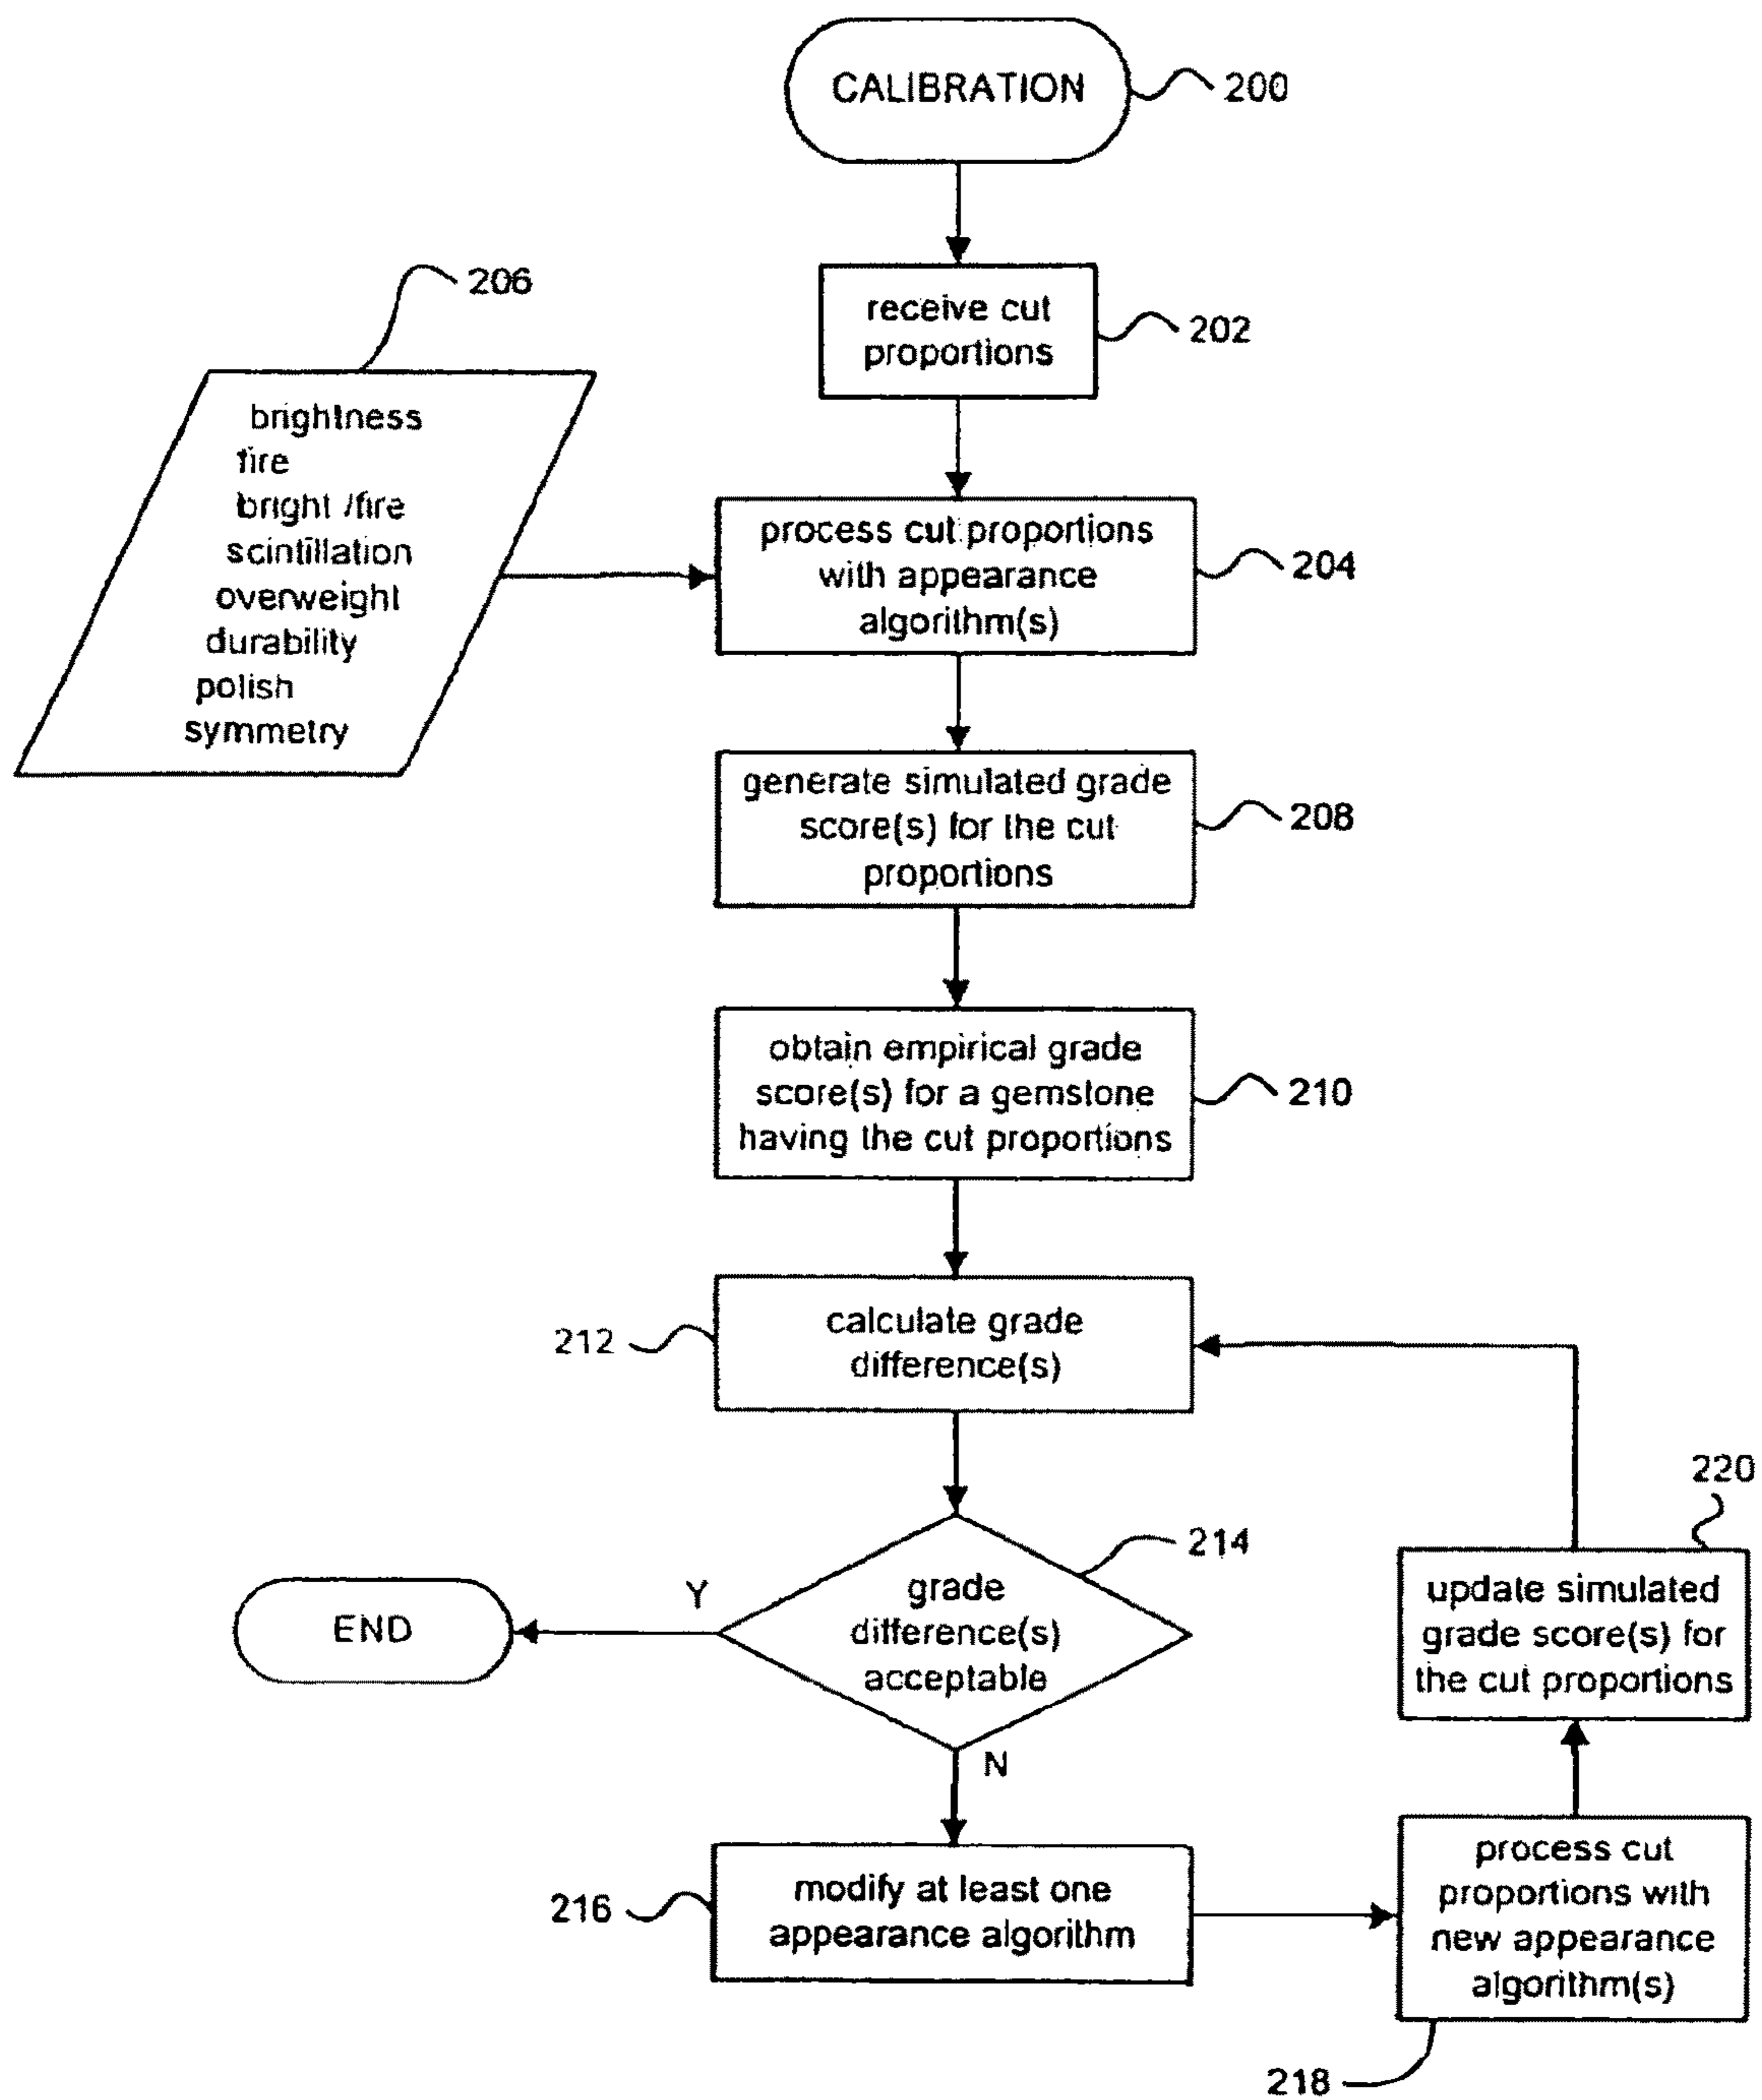 CALIBRATION
200
receive cut
proportions
202
206
brightness
fire
bright /fire
scintillation
overweight
durability
polish
symmetry
process cut proportions
with appearance
algorithm(s)
204
generate simulated grade
score(s) for the cut
proportions
208
obtain empirical grade
score(s) for a gemstone
having the cut proportions
210
calculate grade
difference(s)
212
grade
difference(s)
acceptable
214
Y
END
N
modify at least one
appearance algorithm
216
process cut
proportions with
new appearance
algorithm(s)
218
update simulated
grade score(s) for
the cut proportions
220